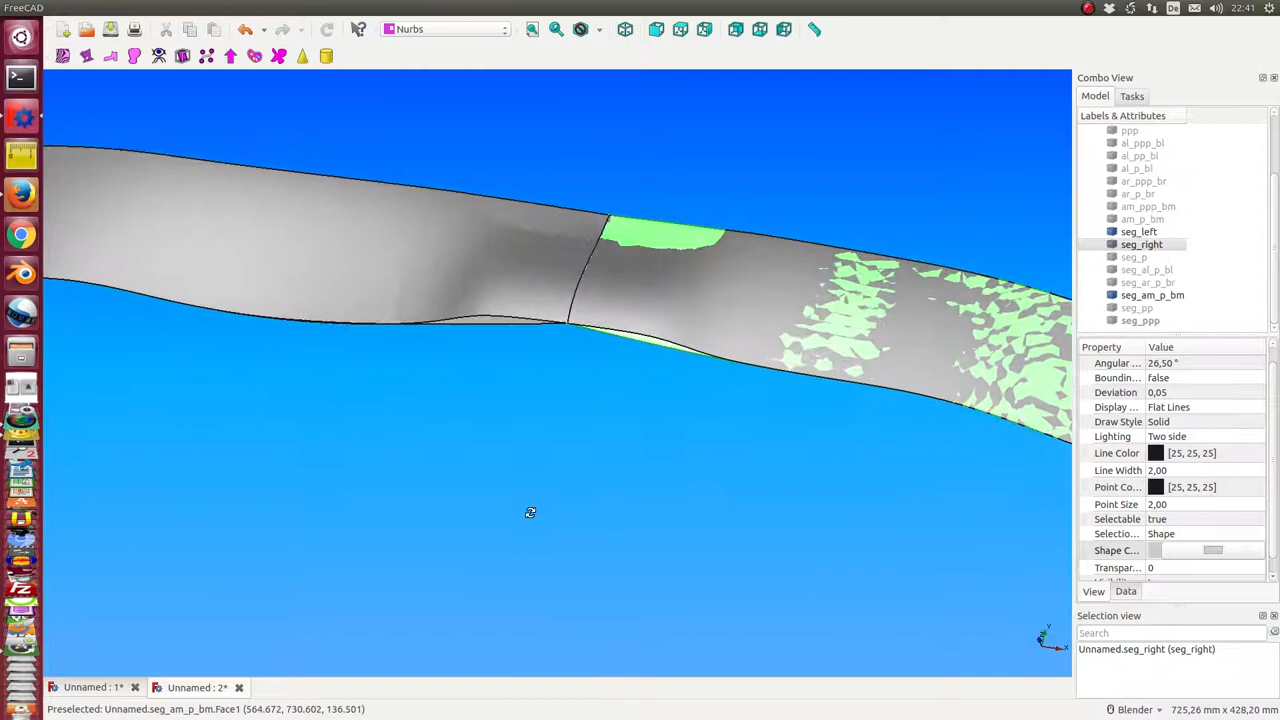 FreeCAD
De
22:41
Nurbs
Combo View
Model
Tasks
Labels & Attributes
ppp
al_ppp_bl
al_pp_bl
al_p_bl
ar_ppp_br
ar_p_br
am_ppp_bm
am_p_bm
seg_left
seg_right
seg_p
seg_al_p_bl
seg_ar_p_br
seg_am_p_bm
seg_pp
seg_ppp
Property
Value
Angular ...
26,50 °
Boundin...
false
Deviation
0,05
Display ...
Flat Lines
Draw Style
Solid
Lighting
Two side
Line Color
[25, 25, 25]
Line Width
2,00
Point Co...
[25, 25, 25]
Point Size
2,00
Selectable
true
Selectio...
Shape
Shape C...
Transpar...
0
View
Data
Selection view
Search
Unnamed.seg_right (seg_right)
Unnamed : 1*
Unnamed : 2*
Preselected: Unnamed.seg_am_p_bm.Face1 (564.672, 730.602, 136.501)
Blender
725,26 mm x 428,20 mm